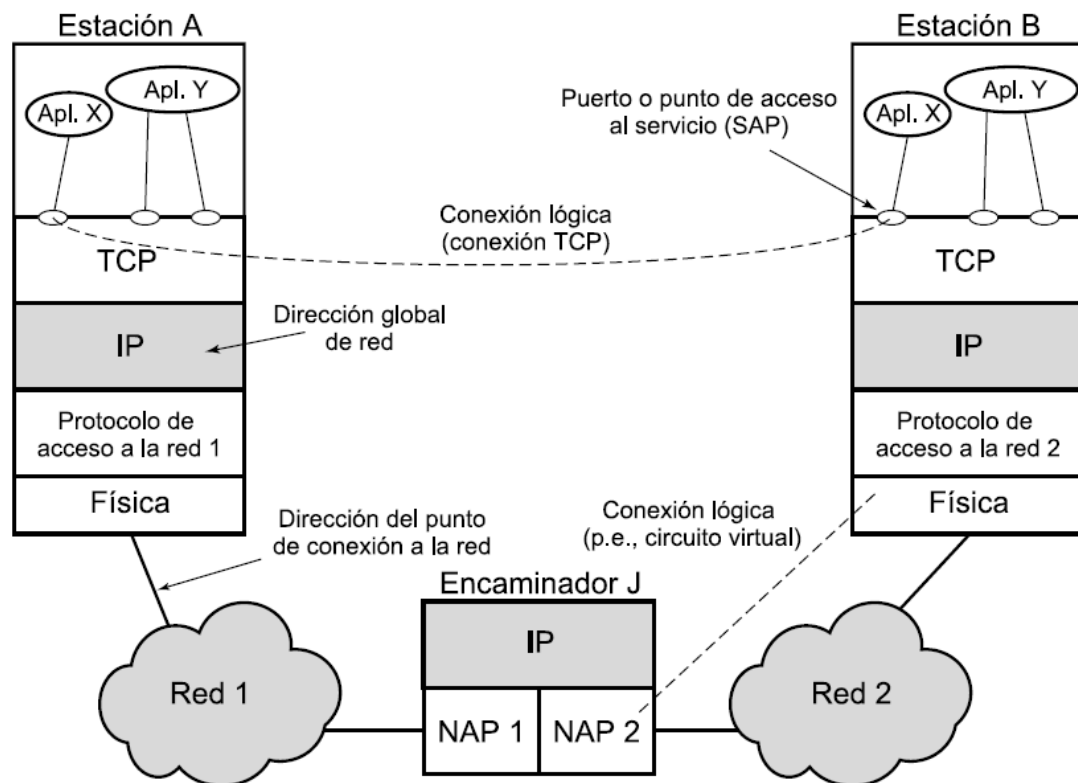 Estación A
Estación B
Apl. X
Apl. Y
Puerto o punto de acceso
al servicio (SAP)
Apl. X
Apl. Y
Conexión lógica
(conexión TCP)
TCP
TCP
Dirección global
de red
IP
IP
Protocolo de
acceso a la red 1
Protocolo de
acceso a la red 2
Física
Física
Dirección del punto
de conexión a la red
Conexión lógica
(p.e., circuito virtual)
Encaminador J
IP
Red 1
NAP 1
NAP 2
Red 2